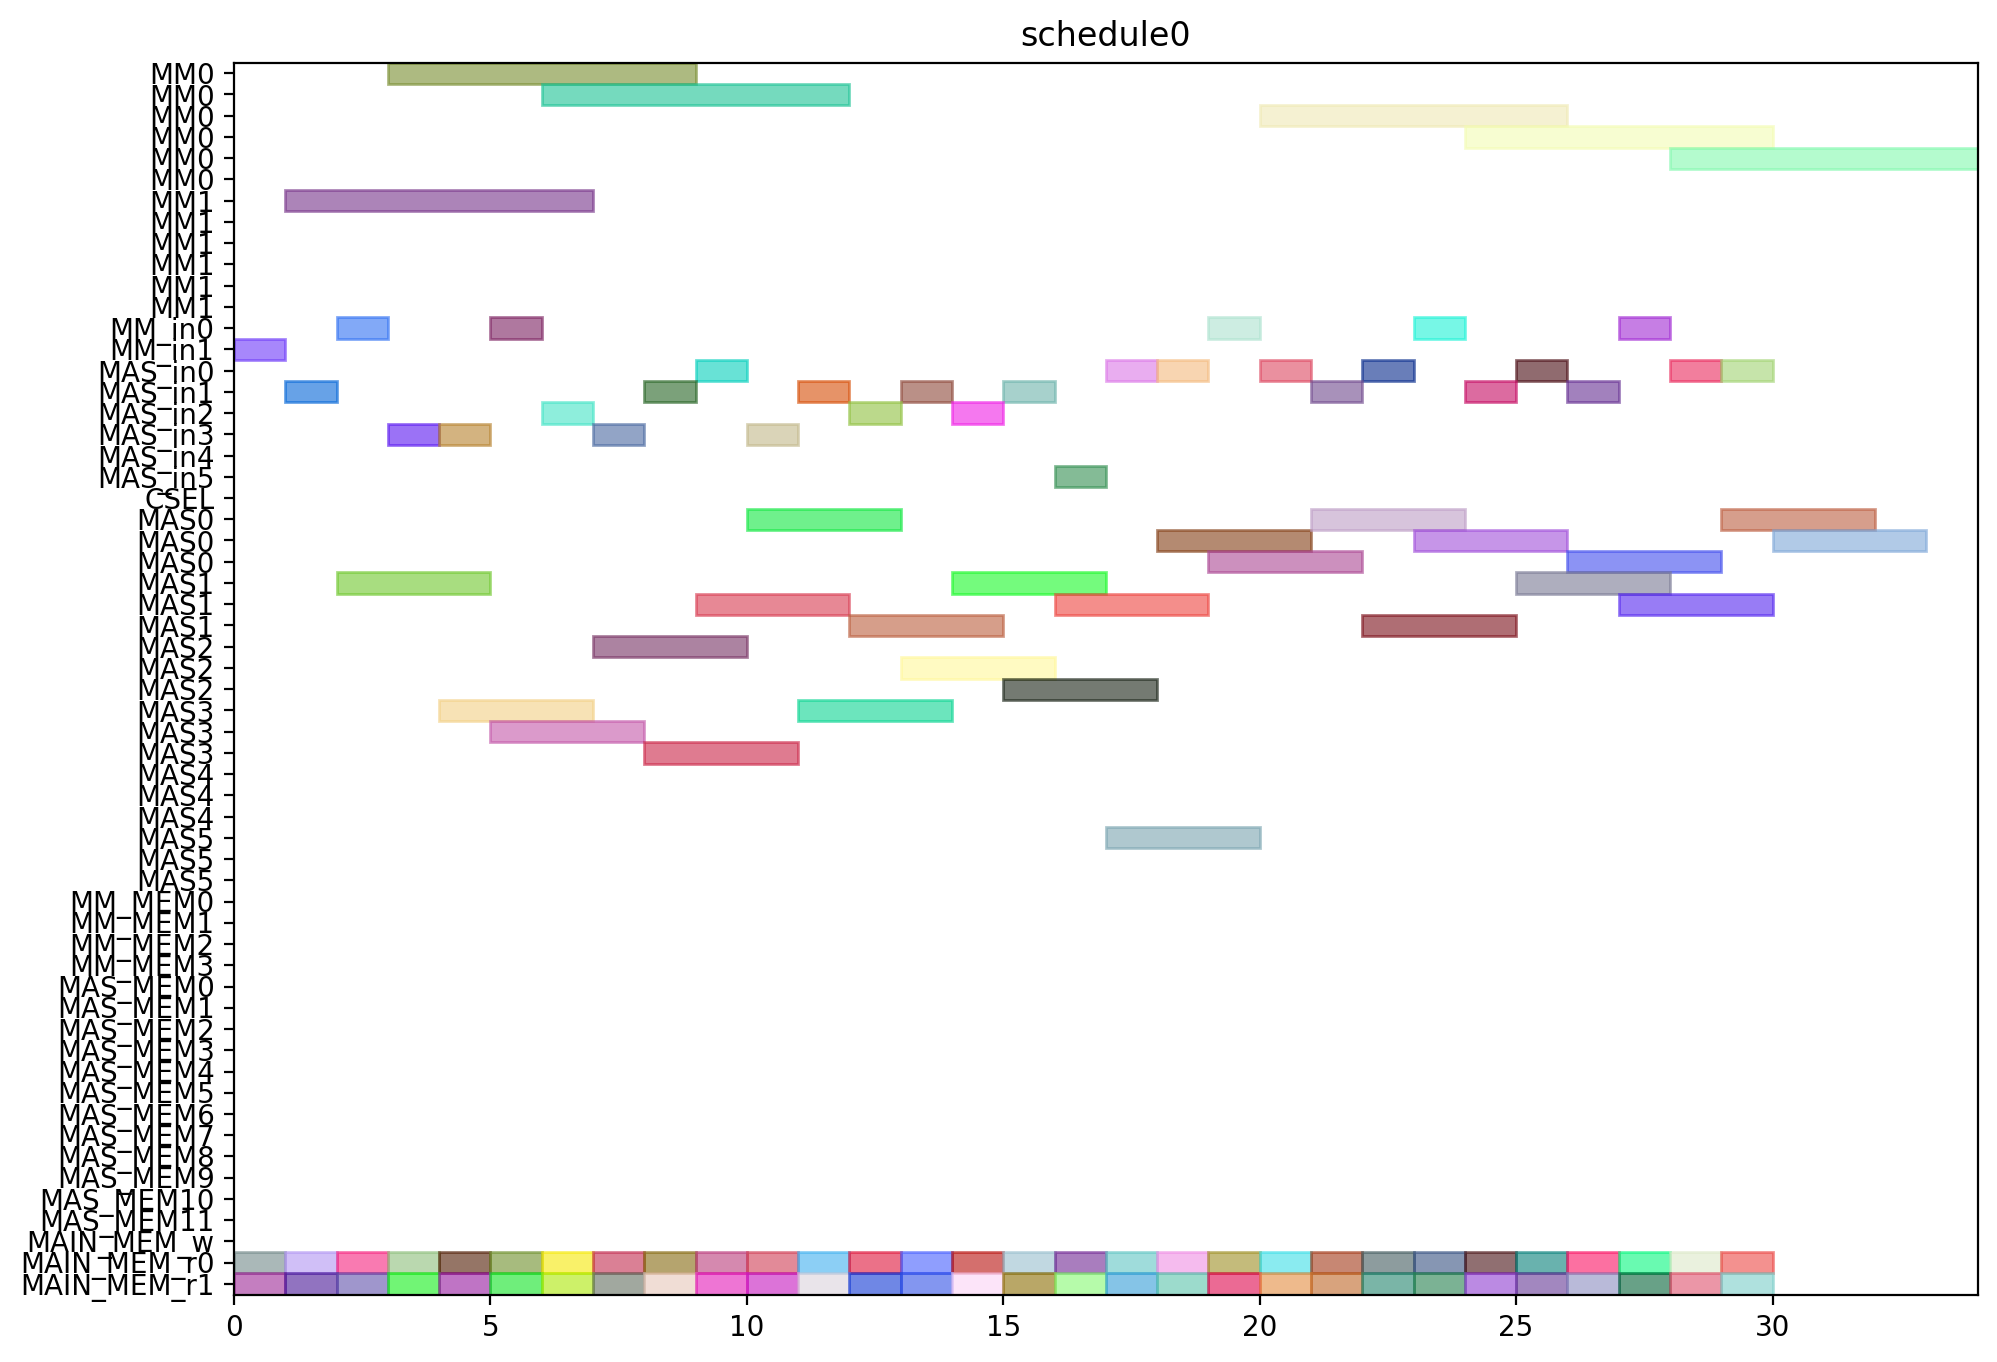 schedule0
MM0
MM0
MM0
MM0
MM0
MM0
MM1
MM1
MM1
MM1
MM1
MM1
MM_in0
MM_in1
MAS_in0
MAS_in1
MAS_in2
MAS_in3
MAS_in4
MAS_in5
CSEL
MAS0
MAS0
MAS0
MAS1
MAS1
MAS1
MAS2
MAS2
MAS2
MAS3
MAS3
MAS3
MAS4
MAS4
MAS4
MAS5
MAS5
MAS5
MM_MEM0
MM_MEM1
MM_MEM2
MM_MEM3
MAS_MEM0
MAS_MEM1
MAS_MEM2
MAS_MEM3
MAS_MEM4
MAS_MEM5
MAS_MEM6
MAS_MEM7
MAS_MEM8
MAS_MEM9
MAS_MEM10
MAS_MEM11
MAIN_MEM_w
MAIN_MEM_r0
MAIN_MEM_r1
0 5 10 15 20 25 30